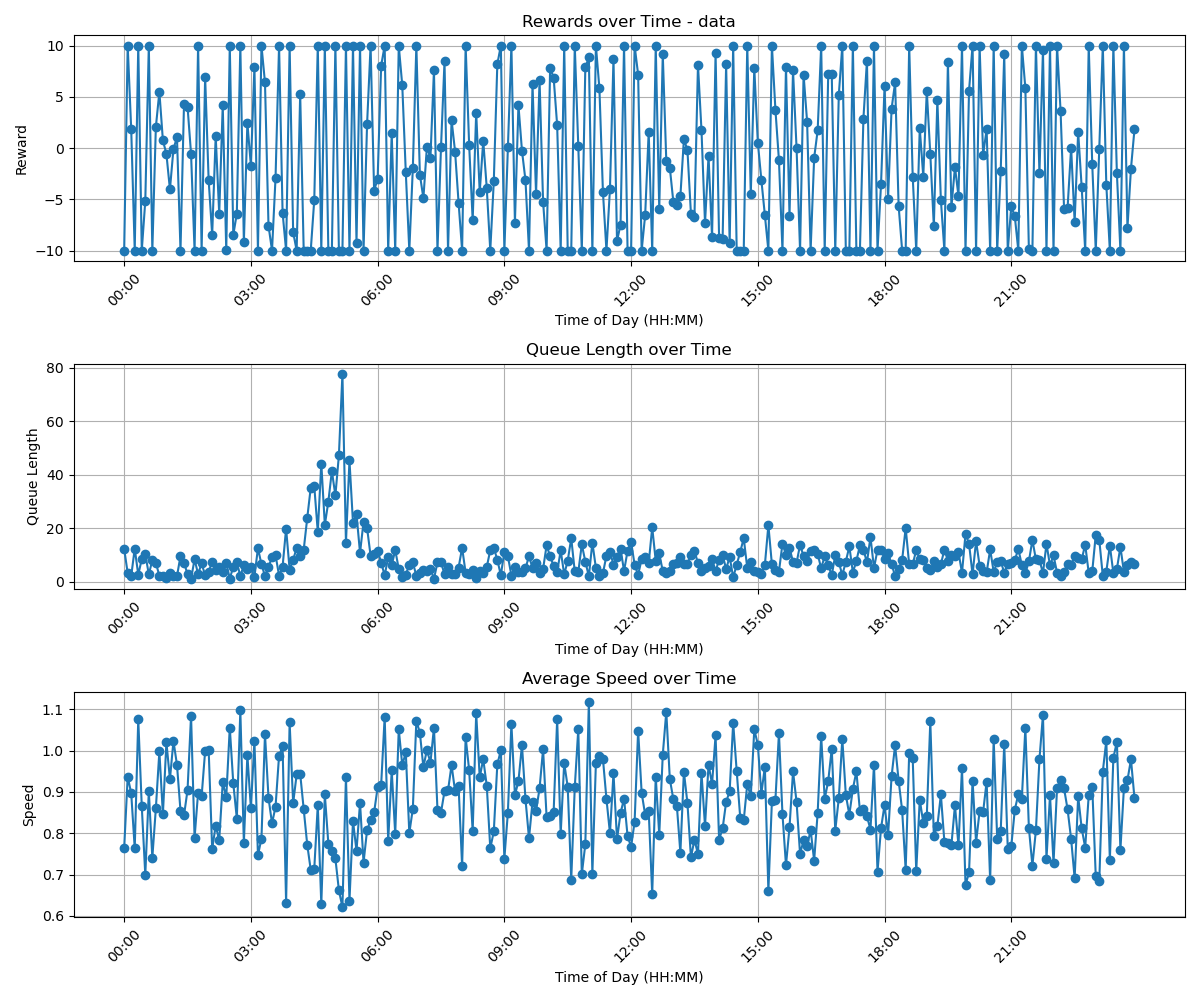 Rewards over Time - data
Reward
10
5
0
−5
−10
00:00 03:00 06:00 09:00 12:00 15:00 18:00 21:00
Time of Day (HH:MM)
Queue Length over Time
Queue Length
80
60
40
20
0
00:00 03:00 06:00 09:00 12:00 15:00 18:00 21:00
Time of Day (HH:MM)
Average Speed over Time
Speed
1.1
1.0
0.9
0.8
0.7
0.6
00:00 03:00 06:00 09:00 12:00 15:00 18:00 21:00
Time of Day (HH:MM)